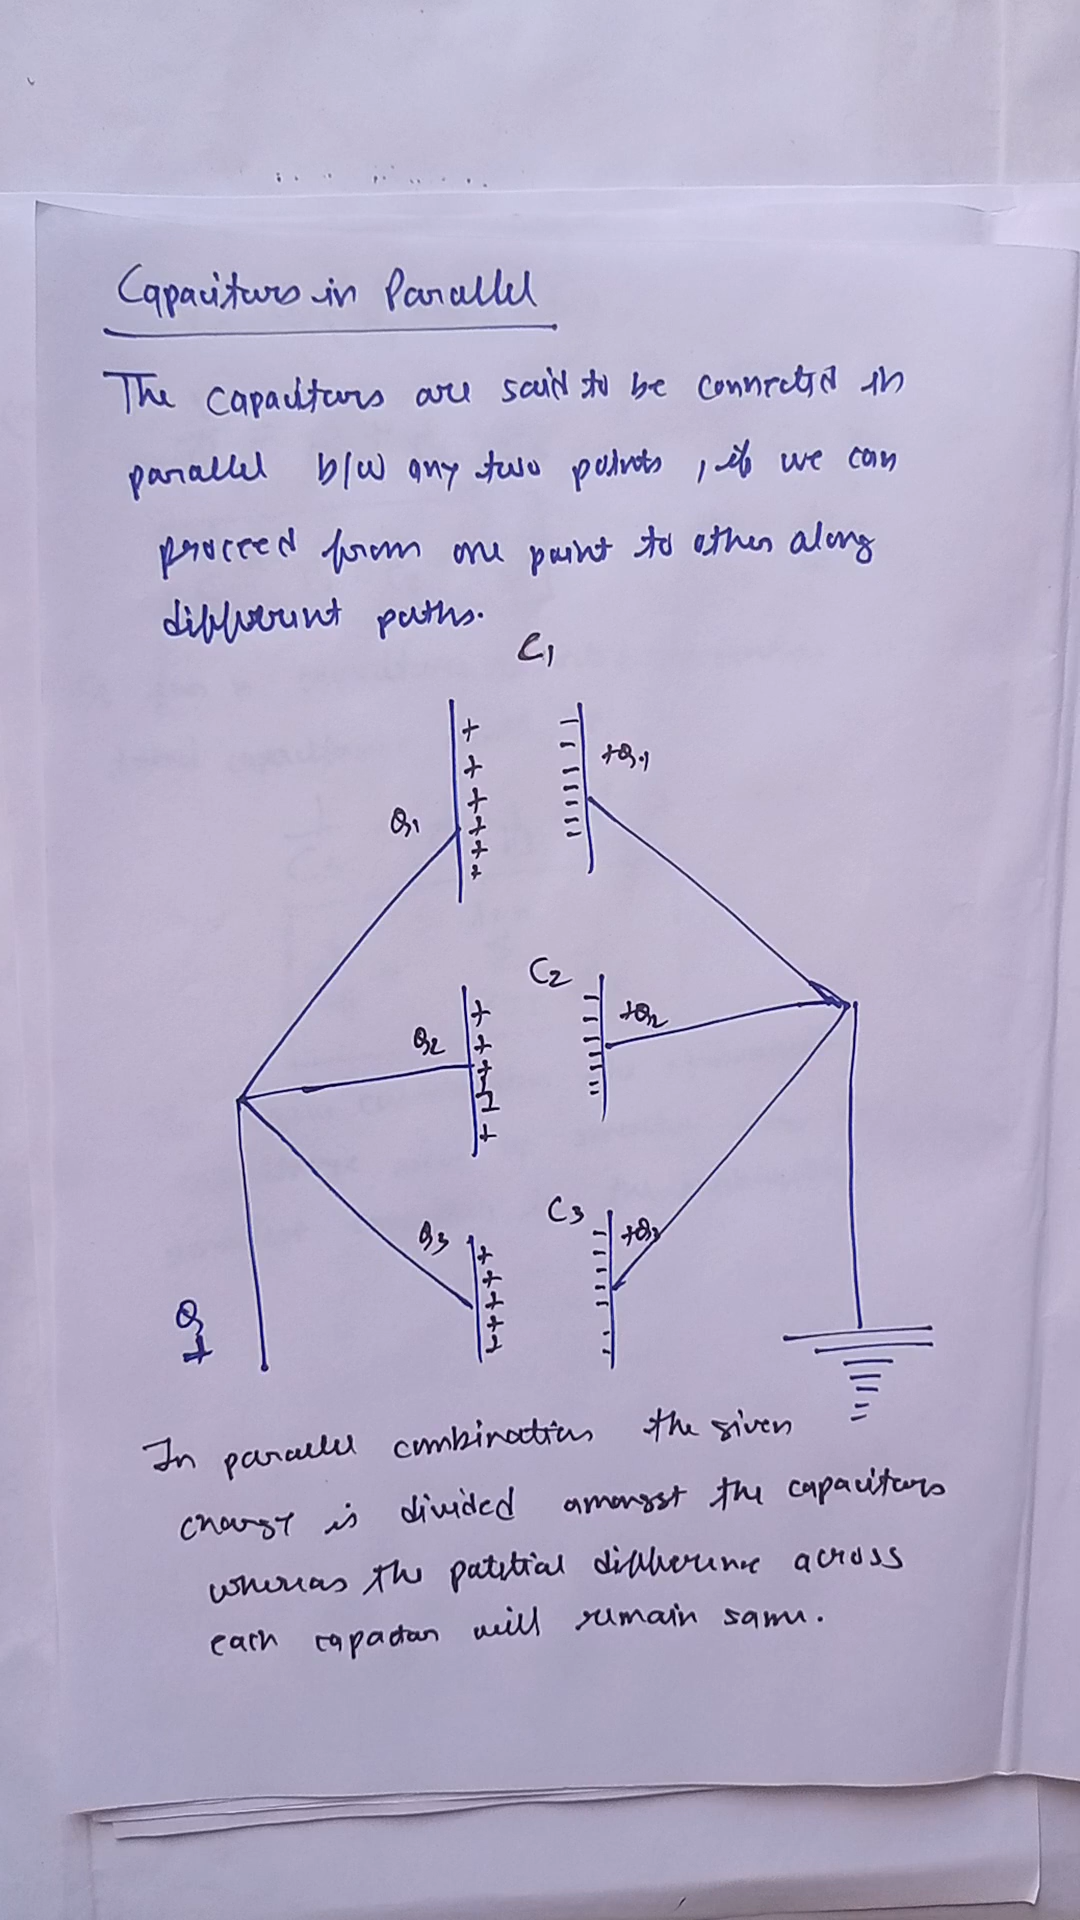 Capacitors in Parallel
The capacitors are said to be connected in
parallel b/w any two points, if we can
proceed from one point to other along
different paths.
C1
+Q1
Q1
C2
+Q2
Q2
C3
+Q3
Q3
Q
+
In parallel combination the given
charge is divided amongst the capacitors
whereas the potential difference across
each capacitor will remain same.